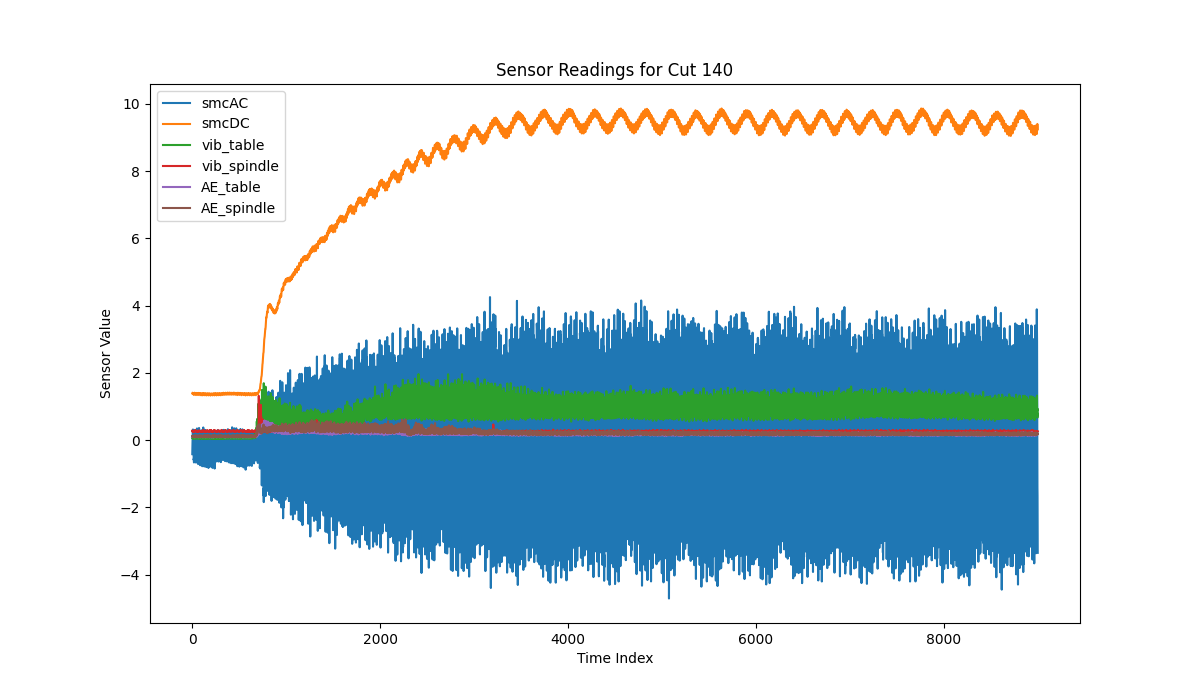 Sensor Readings for Cut 140
smcAC
smcDC
vib_table
vib_spindle
AE_table
AE_spindle
10
8
6
4
2
0
−2
−4
Sensor Value
0 2000 4000 6000 8000
Time Index